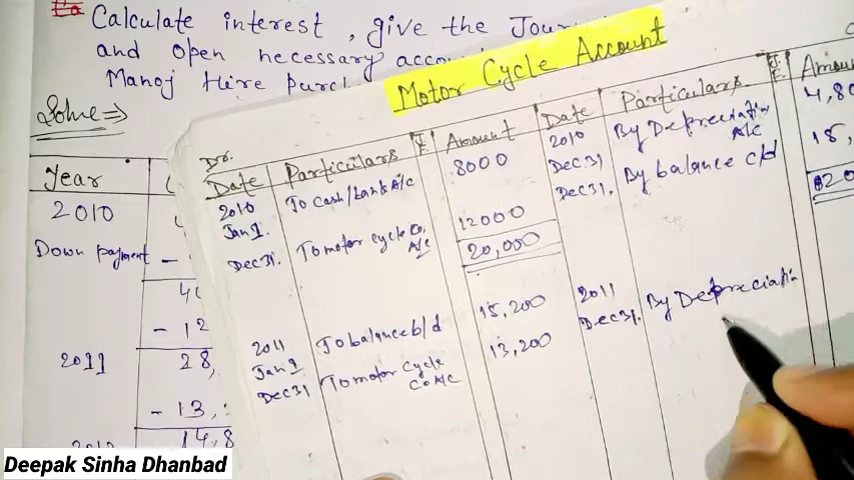 Calculate interest, give the Jour
and open necessary acco
Manoj Hire purc
Solve ⇒
Year
2010
Down payment -
40
- 12
2011 28,
- 13,
14,8
Motor Cycle Account
Dr.
Date Particulars J.F. Amount Date Particulars J.F. Amoun
2010 To Cash/bank A/c 8000 2010 By Depreciation A/c 4,80
Jan 1. Dec 31
Dec 31. To motor cycle Co. A/c 12000 Dec 31. By balance c/d 15,
20,000 20
2011 To balance b/d 15,200 2011 By Depreciatin
Jan 1 Dec 31.
Dec 31 To motor Cycle Co A/c 13,200
Deepak Sinha Dhanbad